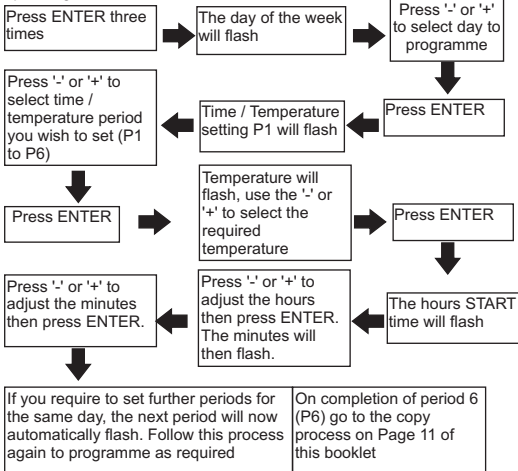 Press ENTER three
times
The day of the week
will flash
Press '-' or '+'
to select day to
programme
Press ENTER
Time / Temperature
setting P1 will flash
Press '-' or '+' to
select time /
temperature period
you wish to set (P1
to P6)
Press ENTER
Temperature will
flash, use the '-' or
'+' to select the
required
temperature
Press ENTER
The hours START
time will flash
Press '-' or '+' to
adjust the hours
then press ENTER.
The minutes will
then flash.
Press '-' or '+' to
adjust the minutes
then press ENTER.
If you require to set further periods for
the same day, the next period will now
automatically flash. Follow this process
again to programme as required
On completion of period 6
(P6) go to the copy
process on Page 11 of
this booklet